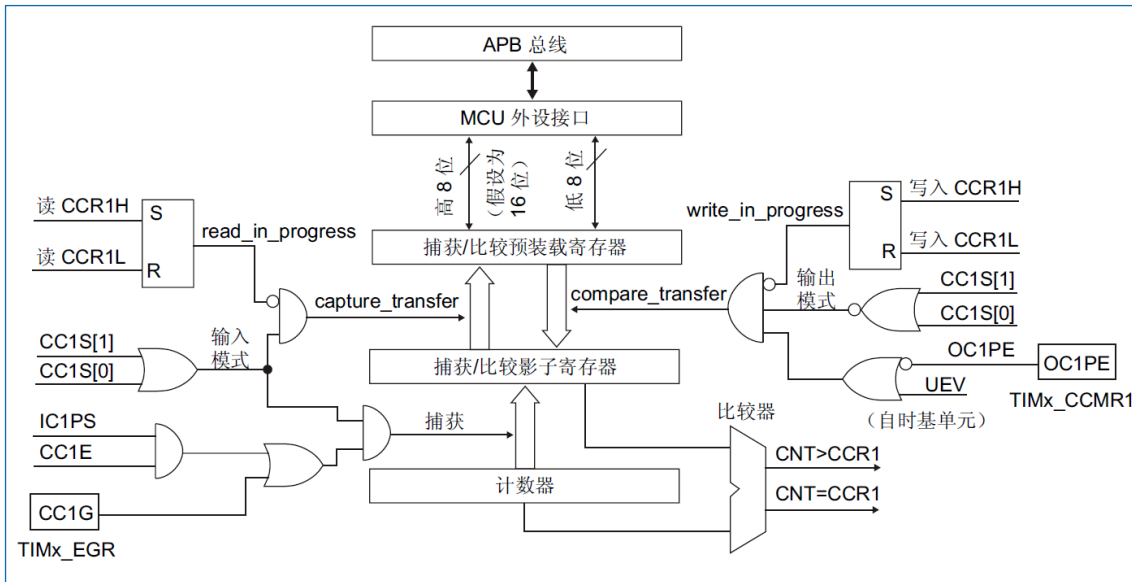 APB 总线
MCU 外设接口
高 8 位
(假设为
16 位)
低 8 位
读 CCR1H
S
读 CCR1L
R
read_in_progress
write_in_progress
S
写入 CCR1H
R
写入 CCR1L
捕获/比较预装载寄存器
capture_transfer
compare_transfer
输出
模式
CC1S[1]
CC1S[0]
CC1S[1]
CC1S[0]
输入
模式
捕获/比较影子寄存器
OC1PE
OC1PE
UEV
TIMx_CCMR1
(自时基单元)
IC1PS
CC1E
捕获
比较器
CNT>CCR1
计数器
CNT=CCR1
CC1G
TIMx_EGR